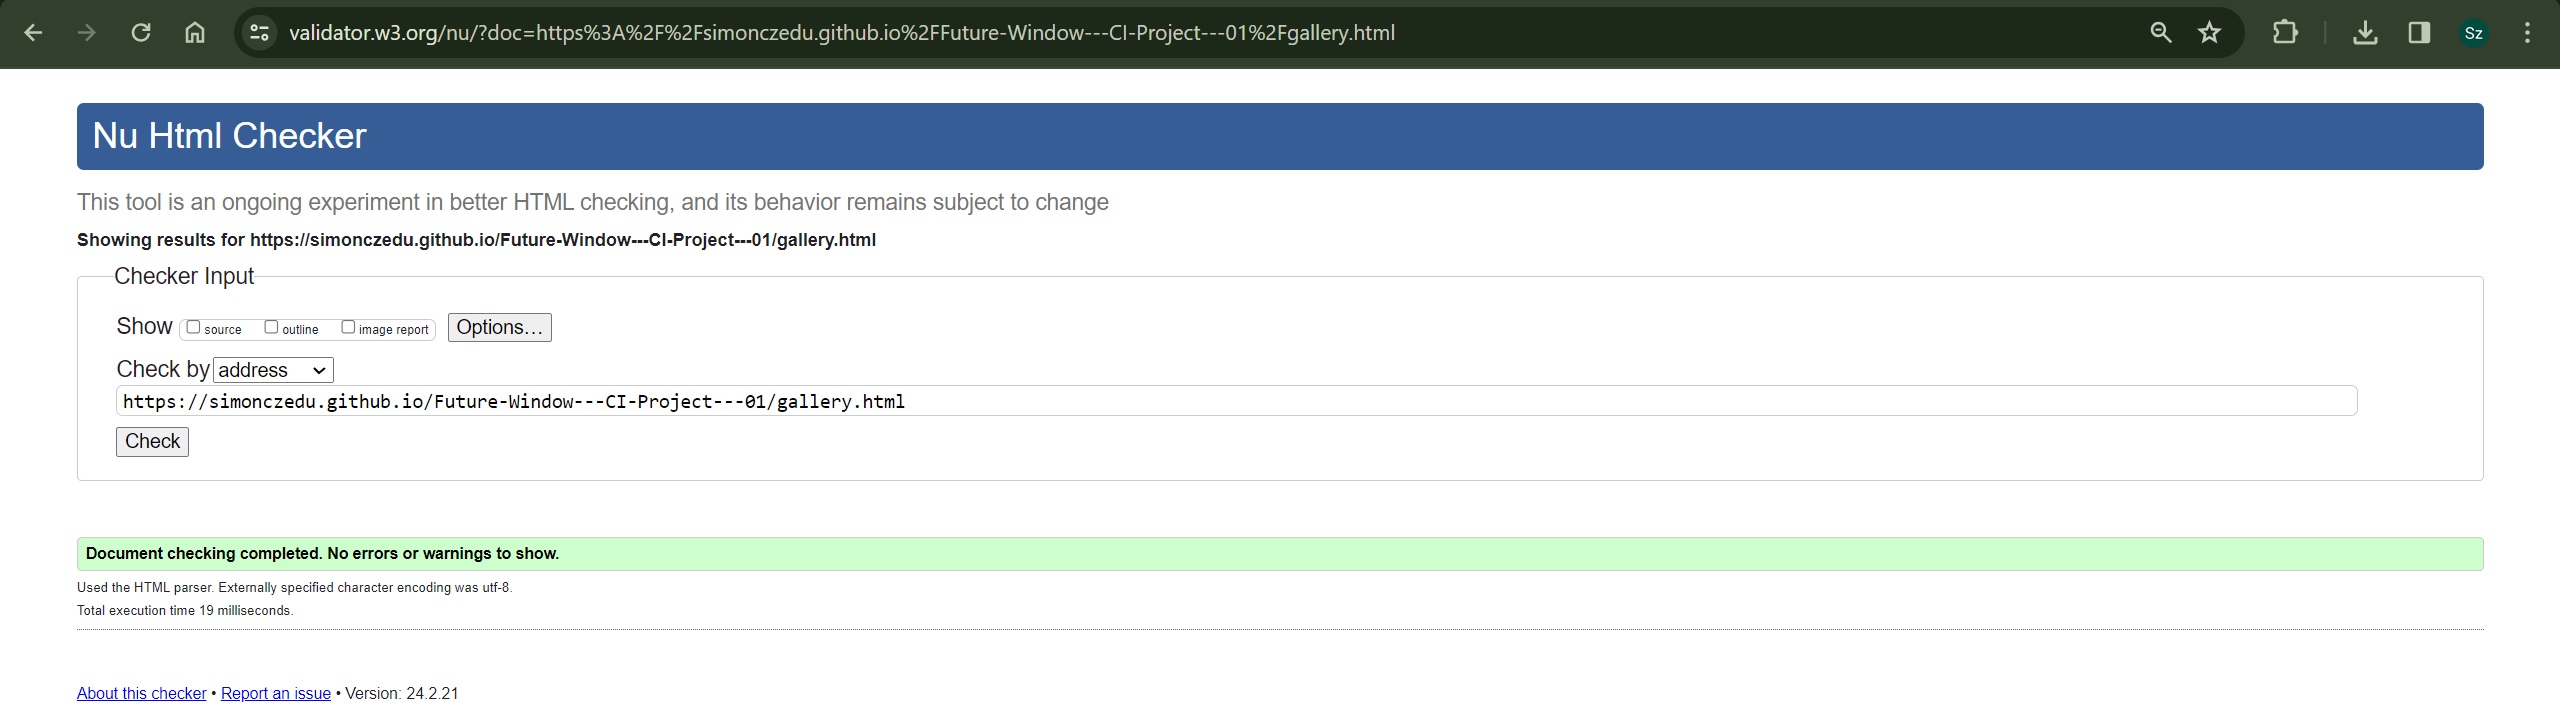 validator.w3.org/nu/?doc=https%3A%2F%2Fsimonczedu.github.io%2FFuture-Window---CI-Project---01%2Fgallery.html
Sz
Nu Html Checker
This tool is an ongoing experiment in better HTML checking, and its behavior remains subject to change
Showing results for https://simonczedu.github.io/Future-Window---CI-Project---01/gallery.html
Checker Input
Show source outline image report Options...
Check by address
https://simonczedu.github.io/Future-Window---CI-Project---01/gallery.html
Check
Document checking completed. No errors or warnings to show.
Used the HTML parser. Externally specified character encoding was utf-8.
Total execution time 19 milliseconds.
About this checker • Report an issue • Version: 24.2.21